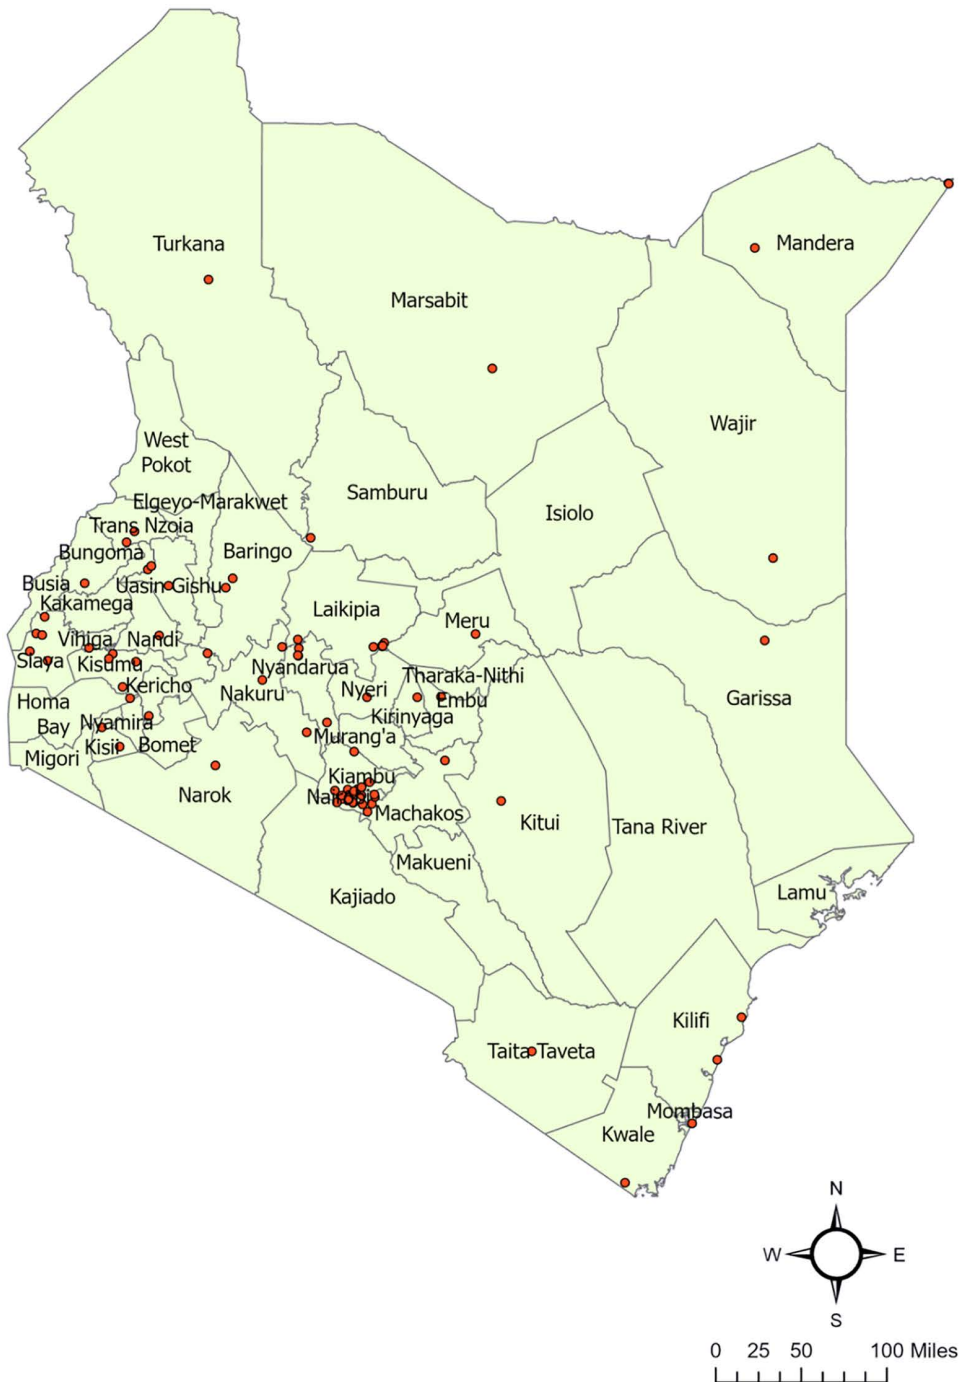 Turkana
Mandera
Marsabit
Wajir
West
Pokot
Samburu
Elgeyo-Marakwet
Isiolo
Trans Nzoia
Bungoma
Baringo
Busia
Uasin Gishu
Kakamega
Laikipia
Meru
Vihiga
Nandi
Siaya
Kisumu
Nyandarua
Tharaka-Nithi
Kericho
Nakuru
Nyeri
Embu
Garissa
Homa
Bay
Nyamira
Kirinyaga
Murang'a
Kisii
Bomet
Migori
Kiambu
Narok
Nairobi
Machakos
Kitui
Tana River
Makueni
Kajiado
Lamu
Kilifi
Taita Taveta
Mombasa
Kwale
N
W
E
S
0 25 50 100 Miles